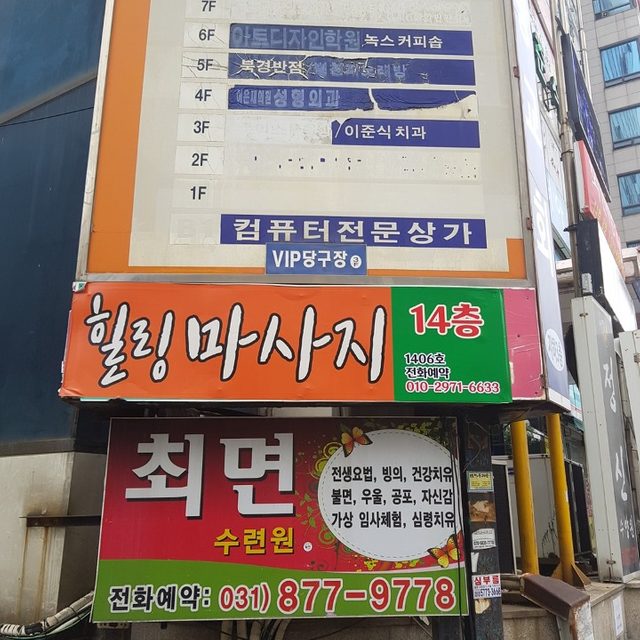 7F
6F 아트디자인학원 녹스커피숍
5F 북경반점
4F 성형외과
3F 이준식치과
2F
1F
컴퓨터전문상가
VIP당구장
힐링마사지
14층
1406호
전화예약
010-2971-6633
최면
수련원
전생요법, 빙의, 건강치유
불면, 우울, 공포, 자신감
가상 임사체험, 심령치유
전화예약: 031) 877-9778
정
신